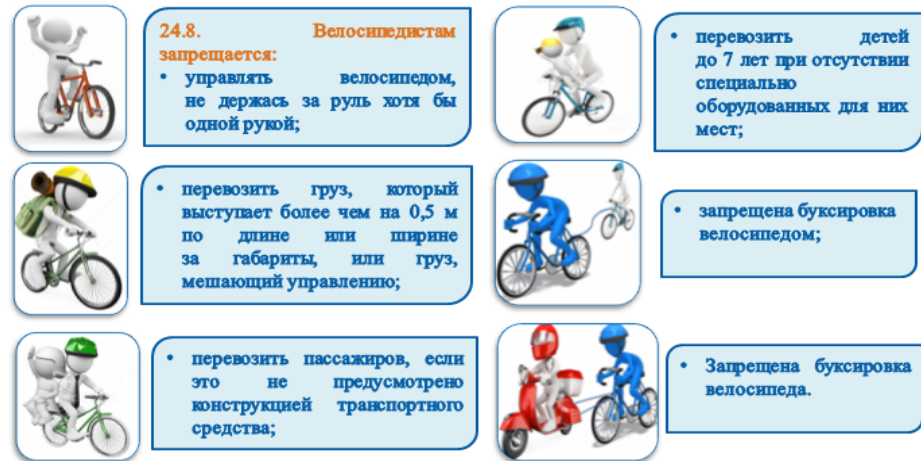 24.8. Велосипедистам
запрещается:
• управлять велосипедом,
не держась за руль хотя бы
одной рукой;
• перевозить груз, который
выступает более чем на 0,5 м
по длине или ширине
за габариты, или груз,
мешающий управлению;
• перевозить пассажиров, если
это не предусмотрено
конструкцией транспортного
средства;
• перевозить детей
до 7 лет при отсутствии
специально
оборудованных для них
мест;
• запрещена буксировка
велосипедом;
• Запрещена буксировка
велосипеда.